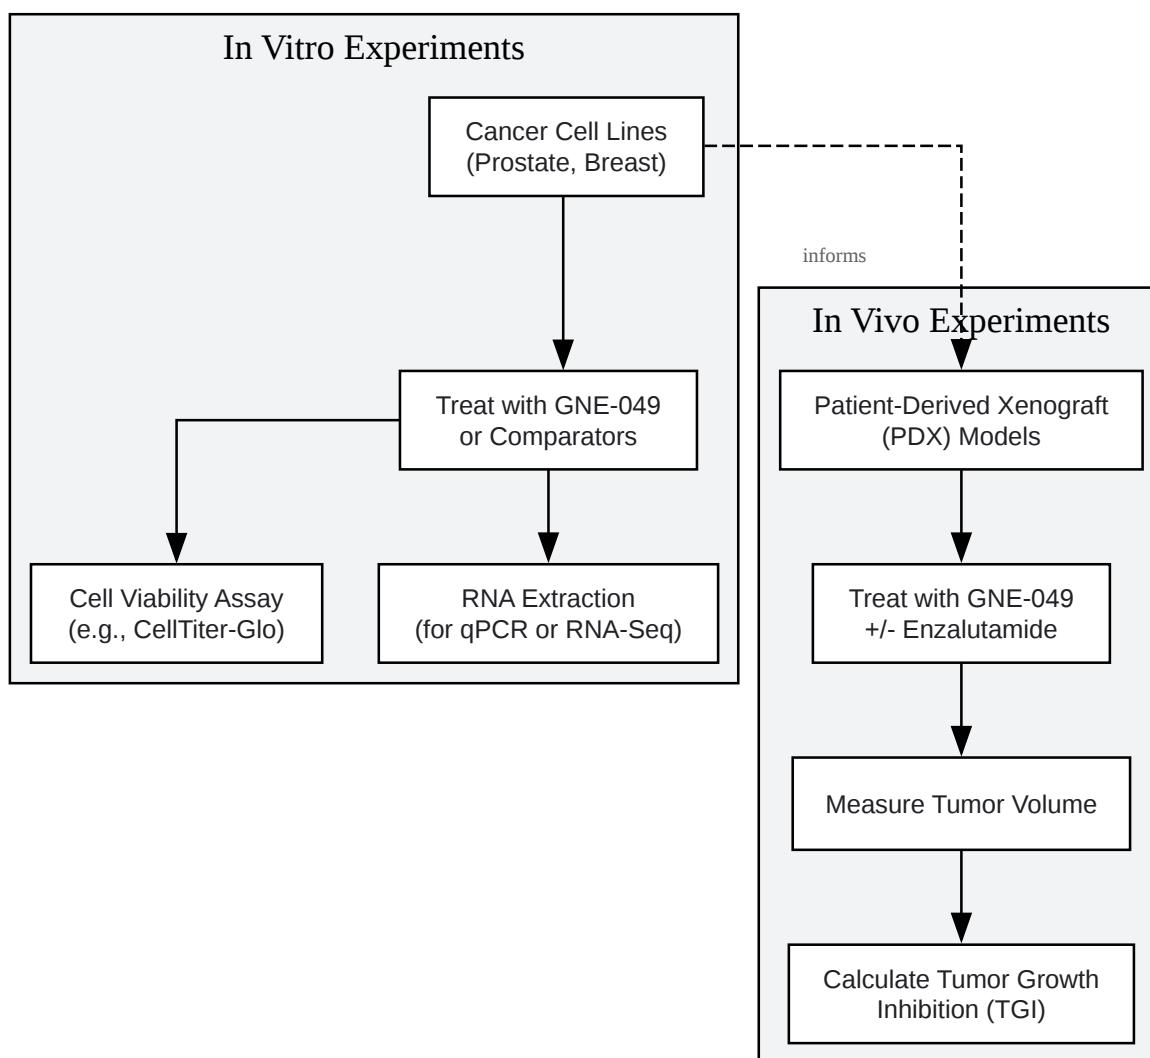 In Vitro Experiments
Cancer Cell Lines
(Prostate, Breast)
informs
Treat with GNE-049
or Comparators
Cell Viability Assay
(e.g., CellTiter-Glo)
RNA Extraction
(for qPCR or RNA-Seq)
In Vivo Experiments
Patient-Derived Xenograft
(PDX) Models
Treat with GNE-049
+/- Enzalutamide
Measure Tumor Volume
Calculate Tumor Growth
Inhibition (TGI)